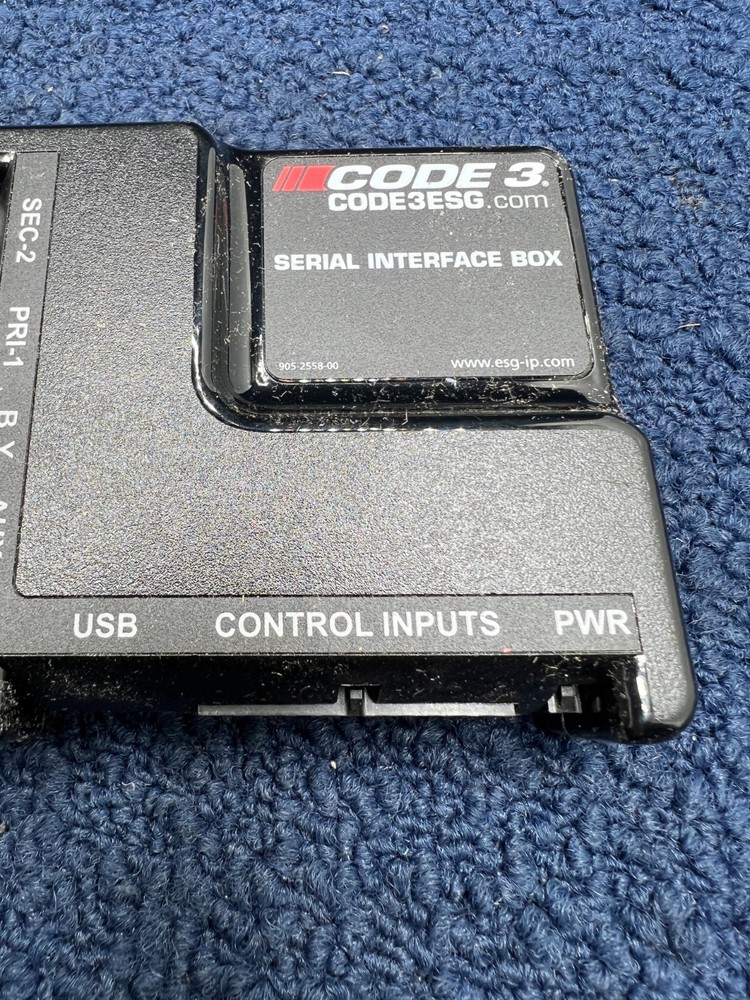 CODE 3®
CODE3ESG.com
SERIAL INTERFACE BOX
905-2558-00
www.esg-ip.com
SEC-2
PRI-1
USB
CONTROL INPUTS
PWR